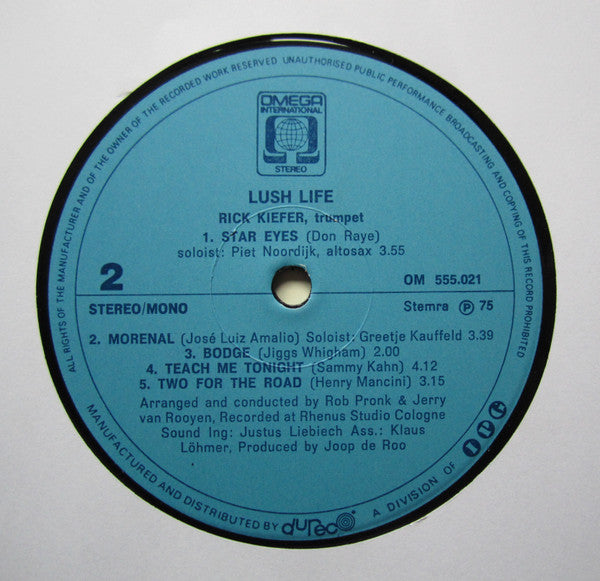 ALL RIGHTS OF THE MANUFACTURER AND OF THE OWNER OF THE RECORDED WORK RESERVED UNAUTHORISED PUBLIC PERFORMANCE BROADCASTING AND COPYING OF THIS RECORD PROHIBITED
OMEGA
INTERNATIONAL
STEREO
LUSH LIFE
RICK KIEFER, trumpet
1. STAR EYES (Don Raye)
soloist: Piet Noordijk, altosax 3.55
2
OM 555.021
STEREO/MONO
Stemra Ⓟ 75
2. MORENAL (José Luiz Amalio) Soloist: Greetje Kauffeld 3.39
3. BODGE (Jiggs Whigham) 2.00
4. TEACH ME TONIGHT (Sammy Kahn) 4.12
5. TWO FOR THE ROAD (Henry Mancini) 3.15
Arranged and conducted by Rob Pronk & Jerry
van Rooyen, Recorded at Rhenus Studio Cologne
Sound Ing: Justus Liebiech Ass.: Klaus
Löhmer, Produced by Joop de Roo
MANUFACTURED AND DISTRIBUTED BY dureco A DIVISION OF